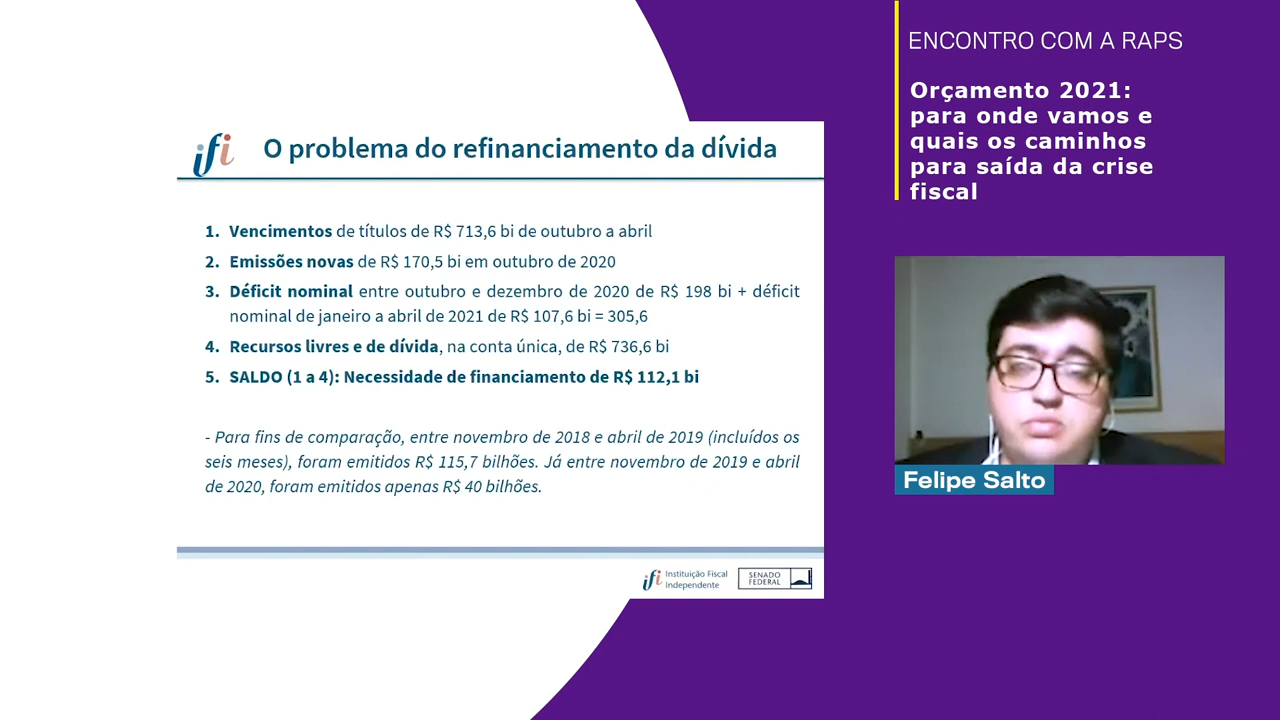 ENCONTRO COM A RAPS
Orçamento 2021:
para onde vamos e
quais os caminhos
para saída da crise
fiscal
ifi
O problema do refinanciamento da dívida
1. Vencimentos de títulos de R$ 713,6 bi de outubro a abril
2. Emissões novas de R$ 170,5 bi em outubro de 2020
3. Déficit nominal entre outubro e dezembro de 2020 de R$ 198 bi + déficit
nominal de janeiro a abril de 2021 de R$ 107,6 bi = 305,6
4. Recursos livres e de dívida, na conta única, de R$ 736,6 bi
5. SALDO (1 a 4): Necessidade de financiamento de R$ 112,1 bi
- Para fins de comparação, entre novembro de 2018 e abril de 2019 (incluídos os
seis meses), foram emitidos R$ 115,7 bilhões. Já entre novembro de 2019 e abril
de 2020, foram emitidos apenas R$ 40 bilhões.
ifi Instituição Fiscal
Independente
SENADO
FEDERAL
Felipe Salto